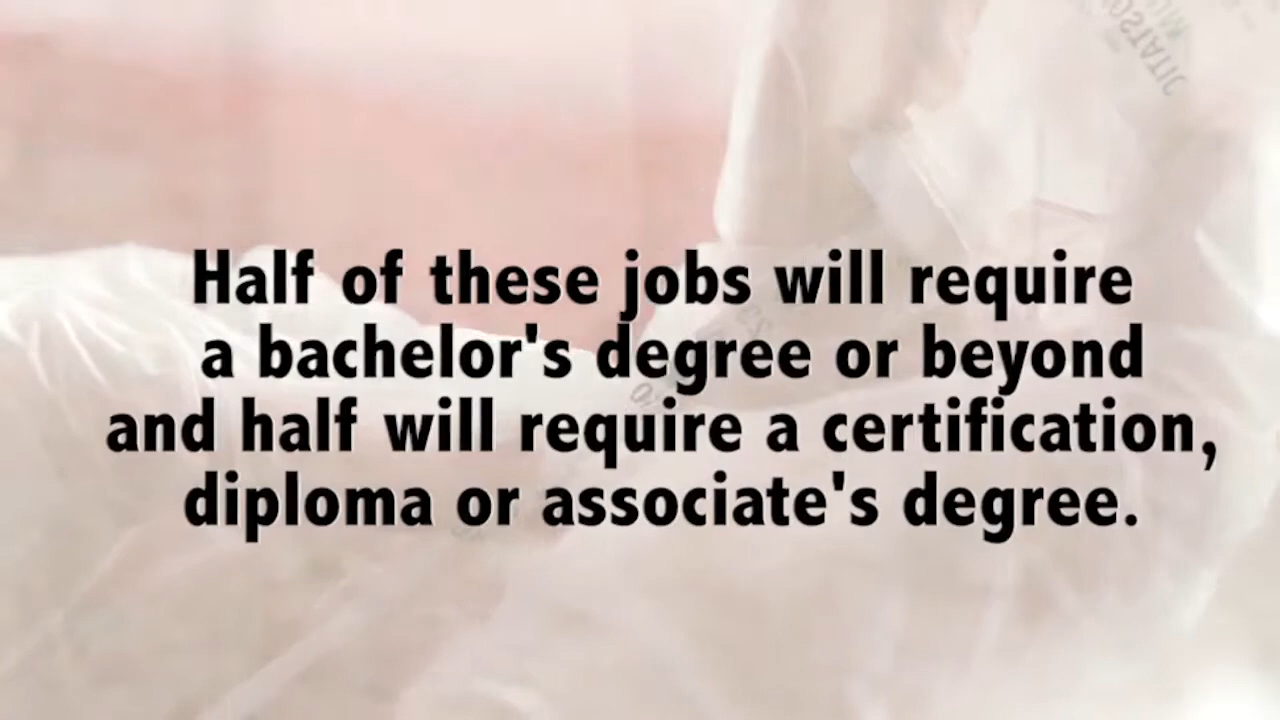 Half of these jobs will require
a bachelor's degree or beyond
and half will require a certification,
diploma or associate's degree.